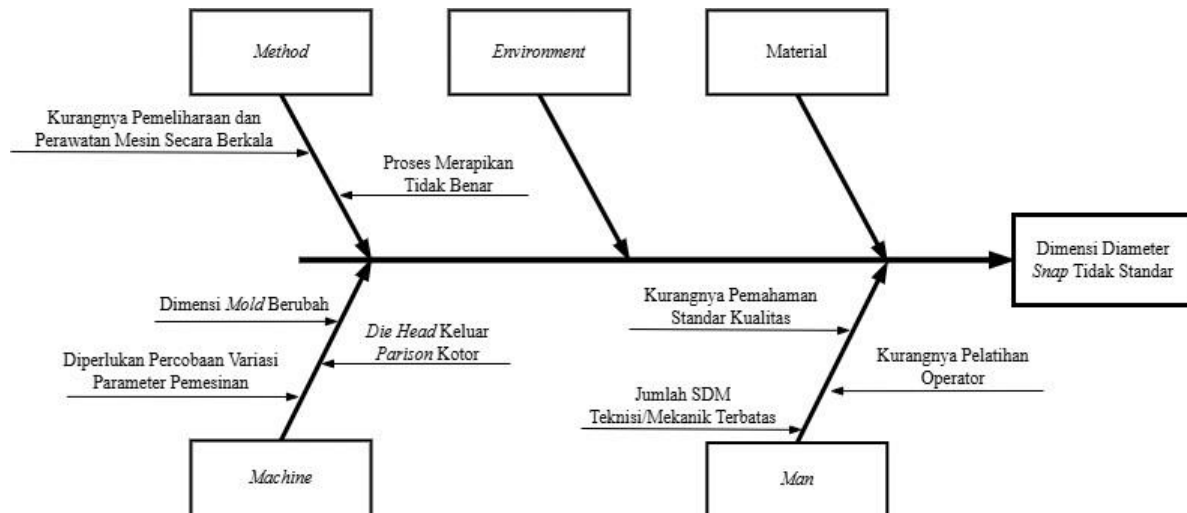 Method
Environment
Material
Kurangnya Pemeliharaan dan
Perawatan Mesin Secara Berkala
Proses Merapikan
Tidak Benar
Dimensi Diameter
Snap Tidak Standar
Dimensi Mold Berubah
Die Head Keluar
Parison Kotor
Diperlukan Percobaan Variasi
Parameter Pemesinan
Kurangnya Pemahaman
Standar Kualitas
Kurangnya Pelatihan
Operator
Jumlah SDM
Teknisi/Mekanik Terbatas
Machine
Man